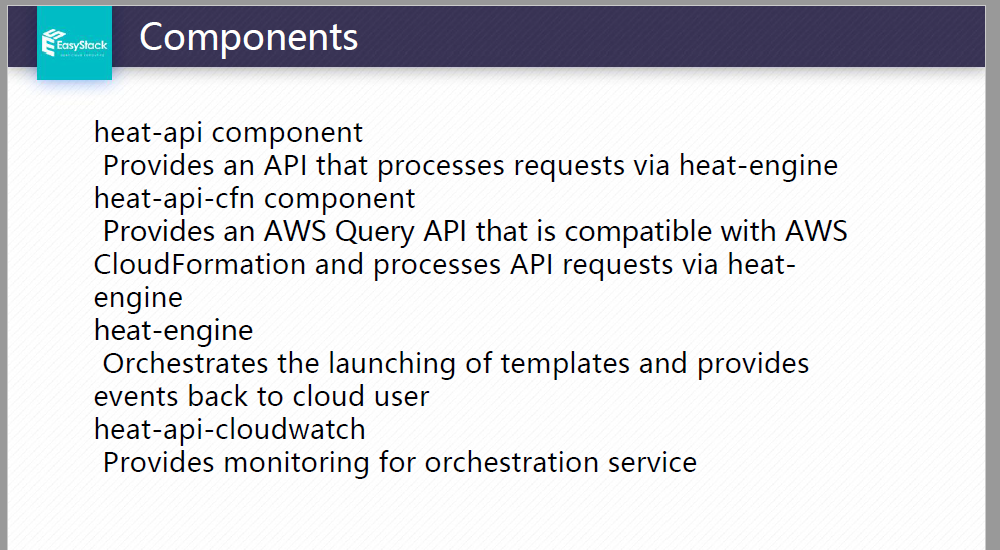 EasyStack
Components
heat-api component
Provides an API that processes requests via heat-engine
heat-api-cfn component
Provides an AWS Query API that is compatible with AWS
CloudFormation and processes API requests via heat-
engine
heat-engine
Orchestrates the launching of templates and provides
events back to cloud user
heat-api-cloudwatch
Provides monitoring for orchestration service